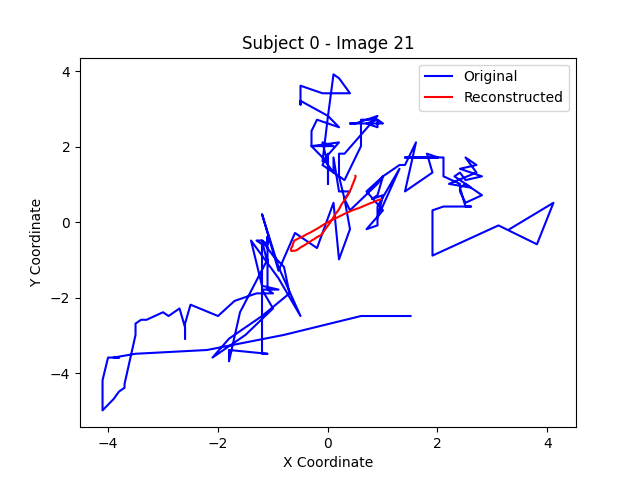 Subject 0 - Image 21
Original
Reconstructed
4
2
0
−2
−4
Y Coordinate
−4
−2
0
2
4
X Coordinate